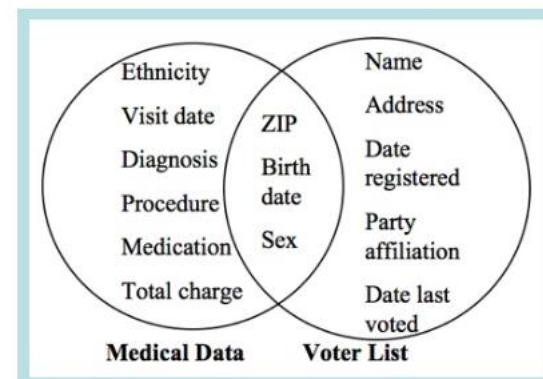 Ethnicity
Visit date
Diagnosis
Procedure
Medication
Total charge
ZIP
Birth
date
Sex
Name
Address
Date
registered
Party
affiliation
Date last
voted
Medical Data
Voter List